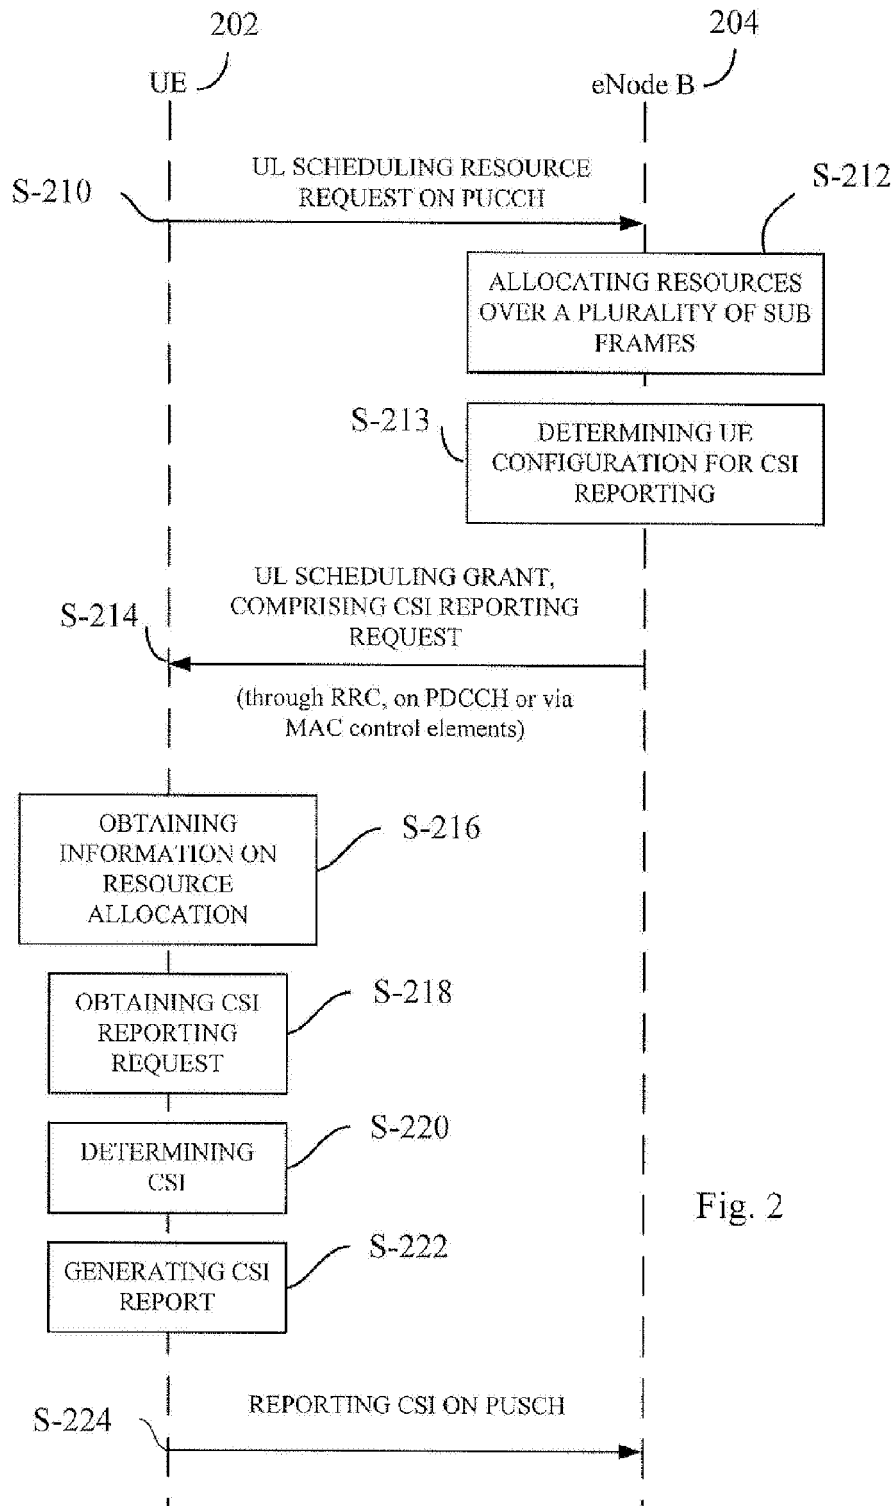 202
204
UE
eNode B
UL SCHEDULING RESOURCE
REQUEST ON PUCCH
S-210
S-212
ALLOCATING RESOURCES
OVER A PLURALITY OF SUB
FRAMES
S-213
DETERMINING UE
CONFIGURATION FOR CSI
REPORTING
UL SCHEDULING GRANT,
COMPRISING CSI REPORTING
REQUEST
S-214
(through RRC, on PDCCH or via
MAC control elements)
OBTAINING
INFORMATION ON
RESOURCE
ALLOCATION
S-216
OBTAINING CSI
REPORTING
REQUEST
S-218
DETERMINING
CSI
S-220
Fig. 2
GENERATING CSI
REPORT
S-222
REPORTING CSI ON PUSCH
S-224